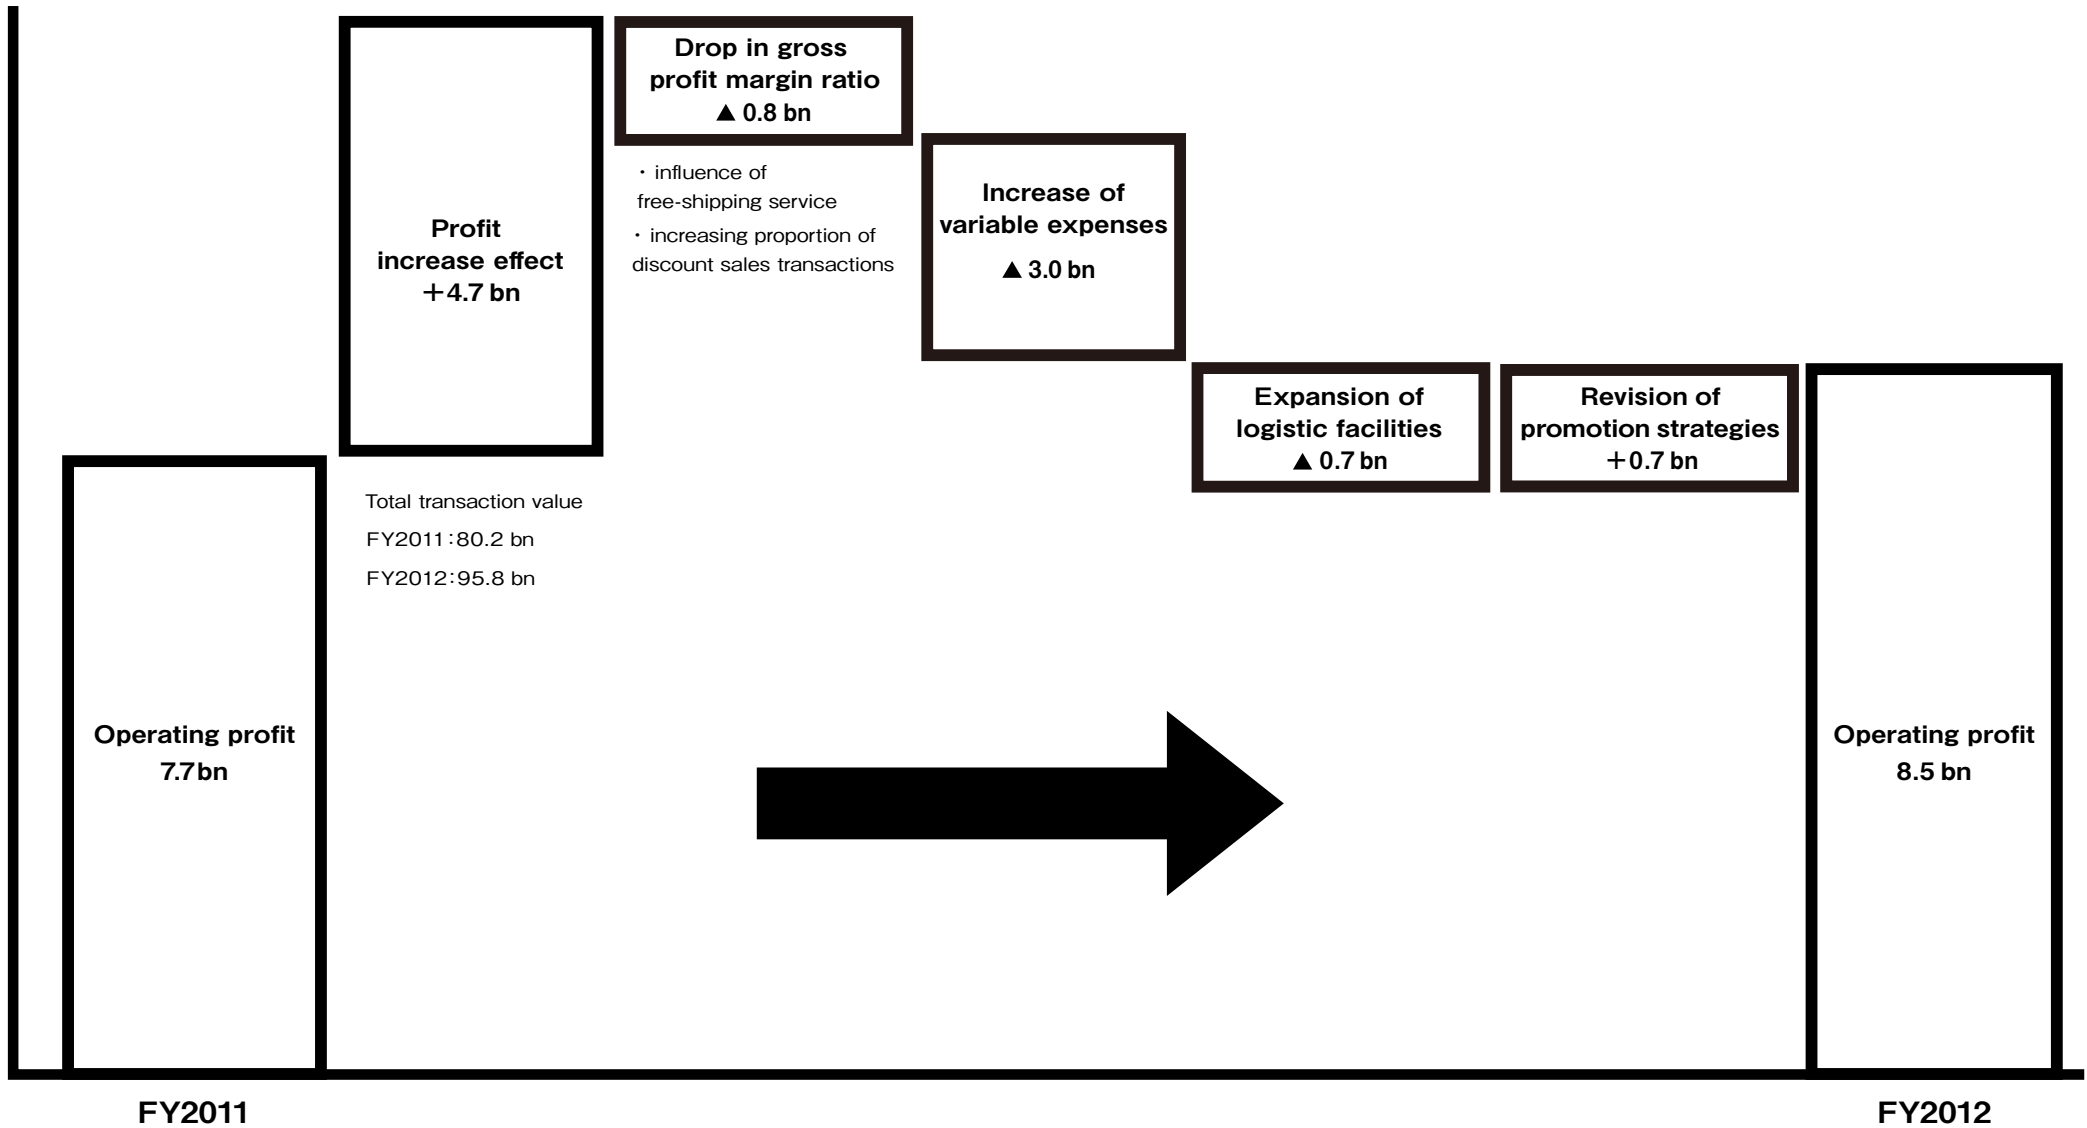 Drop in gross
profit margin ratio
▲ 0.8 bn
・influence of
free-shipping service
・increasing proportion of
discount sales transactions
Profit
increase effect
＋4.7 bn
Increase of
variable expenses
▲ 3.0 bn
Expansion of
logistic facilities
▲ 0.7 bn
Revision of
promotion strategies
＋0.7 bn
Total transaction value
FY2011：80.2 bn
FY2012：95.8 bn
Operating profit
7.7bn
Operating profit
8.5 bn
FY2011
FY2012